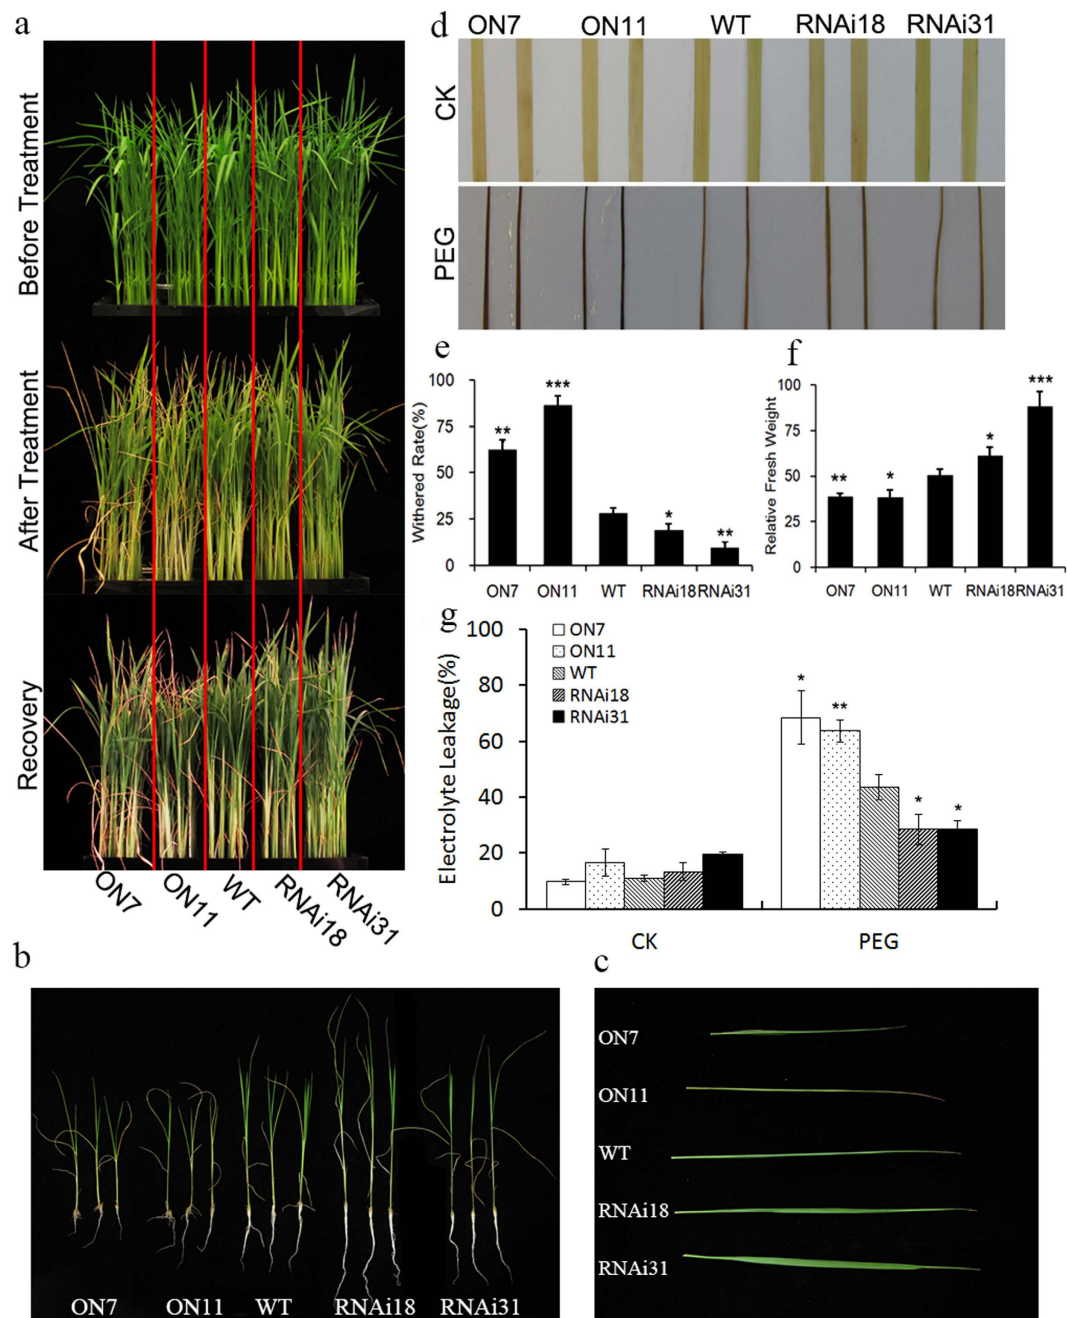 a
Before Treatment
After Treatment
Recovery
ON7
ON11
WT
RNAi18
RNAi31
d
ON7 ON11 WT RNAi18 RNAi31
CK
PEG
e
Withered Rate(%)
100
75
50
25
0
** *** * **
ON7 ON11 WT RNAi18 RNAi31
f
Relative Fresh Weight
100
75
50
25
0
** * * ***
ON7 ON11 WT RNAi18 RNAi31
g
Electrolyte Leakage(%)
100
80
60
40
20
0
ON7
ON11
WT
RNAi18
RNAi31
* ** * *
CK PEG
b
ON7 ON11 WT RNAi18 RNAi31
c
ON7
ON11
WT
RNAi18
RNAi31